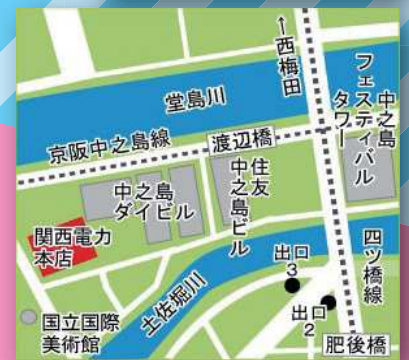 ←西梅田
堂島川
京阪中之島線
渡辺橋
中之島
フェスティバル
タワー
中之島
ダイビル
住友
中之島ビル
関西電力
本店
四ツ橋線
土佐堀川
出口
3
出口
2
国立国際
美術館
肥後橋